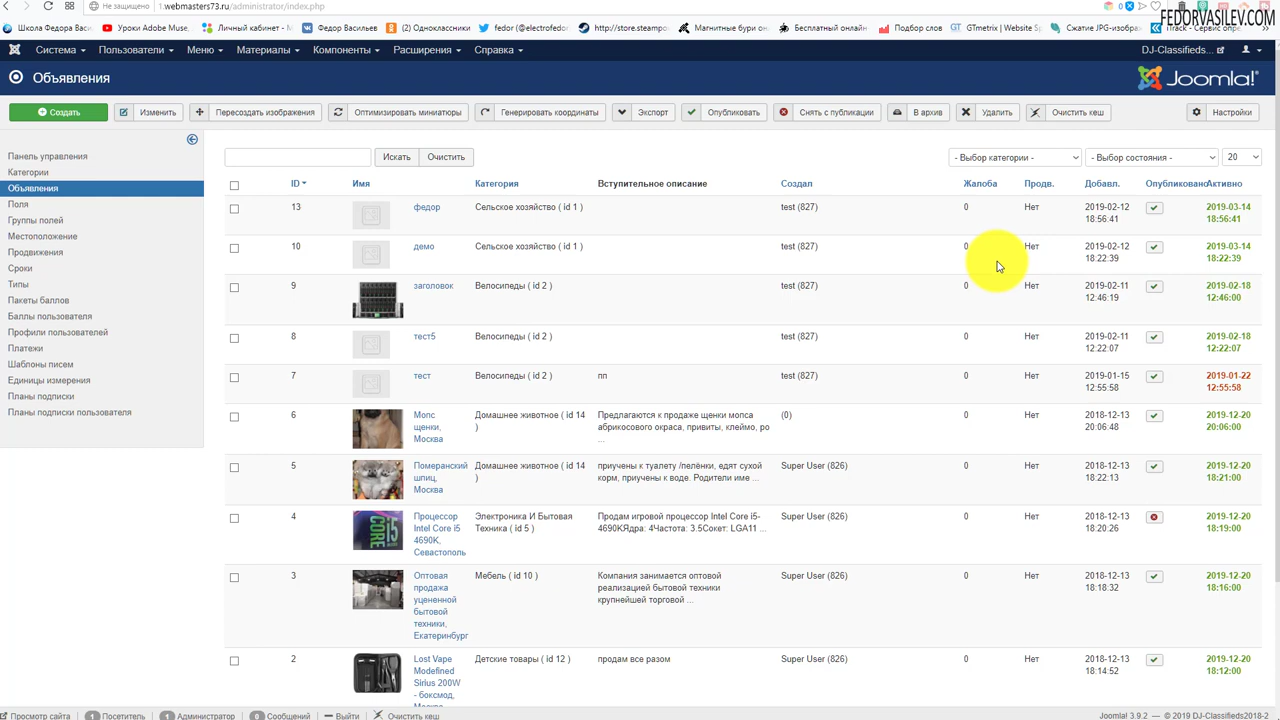 Не защищено 1.webmasters73.ru/administrator/index.php
FEDORVASILEV.COM
Школа Федора Васи. Уроки Adobe Muse, Личный кабинет - Федор Васильев (2) Одноклассники fedor (@electrofedor) http://store.steampo Магнитные бури он Бесплатный онлайн Подбор слов GTmetrix | Website Sp Сжатие JPG-изображ iTrack - Сервис опре
Система Пользователи Меню Материалы Компоненты Расширения Справка DJ-Classifieds...
Объявления Joomla!
Создать Изменить Пересоздать изображения Оптимизировать миниатюры Генерировать координаты Экспорт Опубликовать Снять с публикации В архив Удалить Очистить кеш Настройки
Панель управления
Категории
Объявления
Поля
Группы полей
Местоположение
Продвижения
Сроки
Типы
Пакеты баллов
Баллы пользователя
Профили пользователей
Платежи
Шаблоны писем
Единицы измерения
Планы подписки
Планы подписки пользователя
Искать Очистить - Выбор категории - - Выбор состояния - 20
ID Имя Категория Вступительное описание Создал Жалоба Продв. Добавл. Опубликовано Активно
13 федор Сельское хозяйство ( id 1 ) test (827) 0 Нет 2019-02-12 2019-03-14
18:56:41 18:56:41
10 демо Сельское хозяйство ( id 1 ) test (827) 0 Нет 2019-02-12 2019-03-14
18:22:39 18:22:39
9 заголовок Велосипеды ( id 2 ) test (827) 0 Нет 2019-02-11 2019-02-18
12:46:19 12:46:00
8 тест5 Велосипеды ( id 2 ) test (827) 0 Нет 2019-02-11 2019-02-18
12:22:07 12:22:07
7 тест Велосипеды ( id 2 ) пп test (827) 0 Нет 2019-01-15 2019-01-22
12:55:58 12:55:58
6 Мопс Домашнее животное ( id 14 Предлагаются к продаже щенки мопса (0) 0 Нет 2018-12-13 2019-12-20
щенки, ) абрикосового окраса, привиты, клеймо, ро 20:06:48 20:06:00
Москва ...
5 Померанский Домашнее животное ( id 14 приучены к туалету /пелёнки, едят сухой Super User (826) 0 Нет 2018-12-13 2019-12-20
шпиц, ) корм, приучены к воде. Родители име ... 18:22:13 18:21:00
Москва
4 Процессор Электроника И Бытовая Продам игровой процессор Intel Core i5- Super User (826) 0 Нет 2018-12-13 2019-12-20
Intel Core i5 Техника ( id 5 ) 4690KЯдра: 4Частота: 3.5Сокет: LGA11 ... 18:20:26 18:19:00
4690K,
Севастополь
3 Оптовая Мебель ( id 10 ) Компания занимается оптовой Super User (826) 0 Нет 2018-12-13 2019-12-20
продажа реализацией бытовой техники 18:18:32 18:16:00
уцененной крупнейшей торговой ...
бытовой
техники,
Екатеринбург
2 Lost Vape Детские товары ( id 12 ) продам все разом Super User (826) 0 Нет 2018-12-13 2019-12-20
Modefined 18:14:52 18:12:00
Sirius 200W
- боксмод,
Москва
Просмотр сайта 1 Посетитель 1 Администратор 0 Сообщений Выйти Очистить кеш Joomla! 3.9.2 — © 2019 DJ-Classifieds2018-2